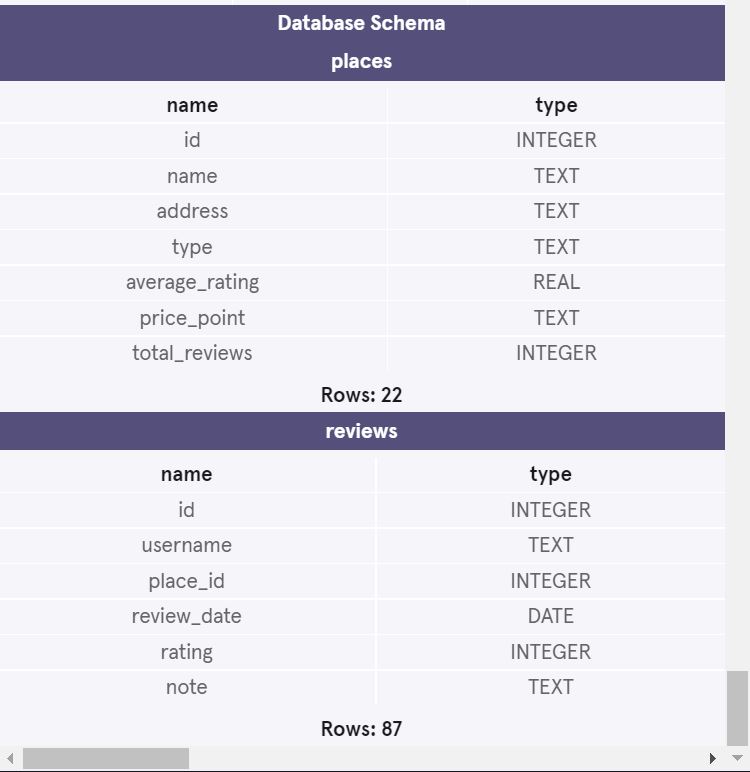 Database Schema
places
name type
id INTEGER
name TEXT
address TEXT
type TEXT
average_rating REAL
price_point TEXT
total_reviews INTEGER
Rows: 22
reviews
name type
id INTEGER
username TEXT
place_id INTEGER
review_date DATE
rating INTEGER
note TEXT
Rows: 87